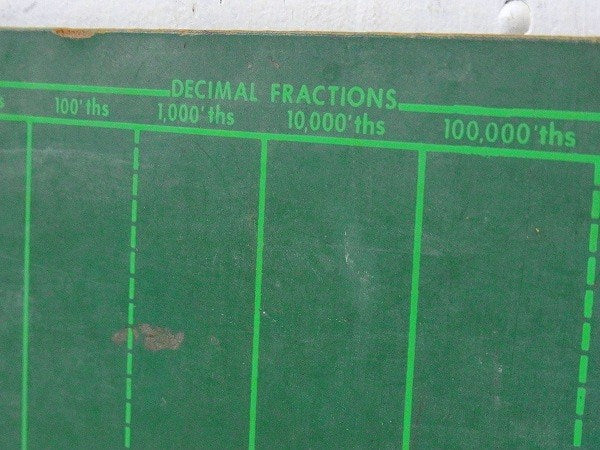 DECIMAL FRACTIONS
100'ths 1,000'ths 10,000'ths 100,000'ths